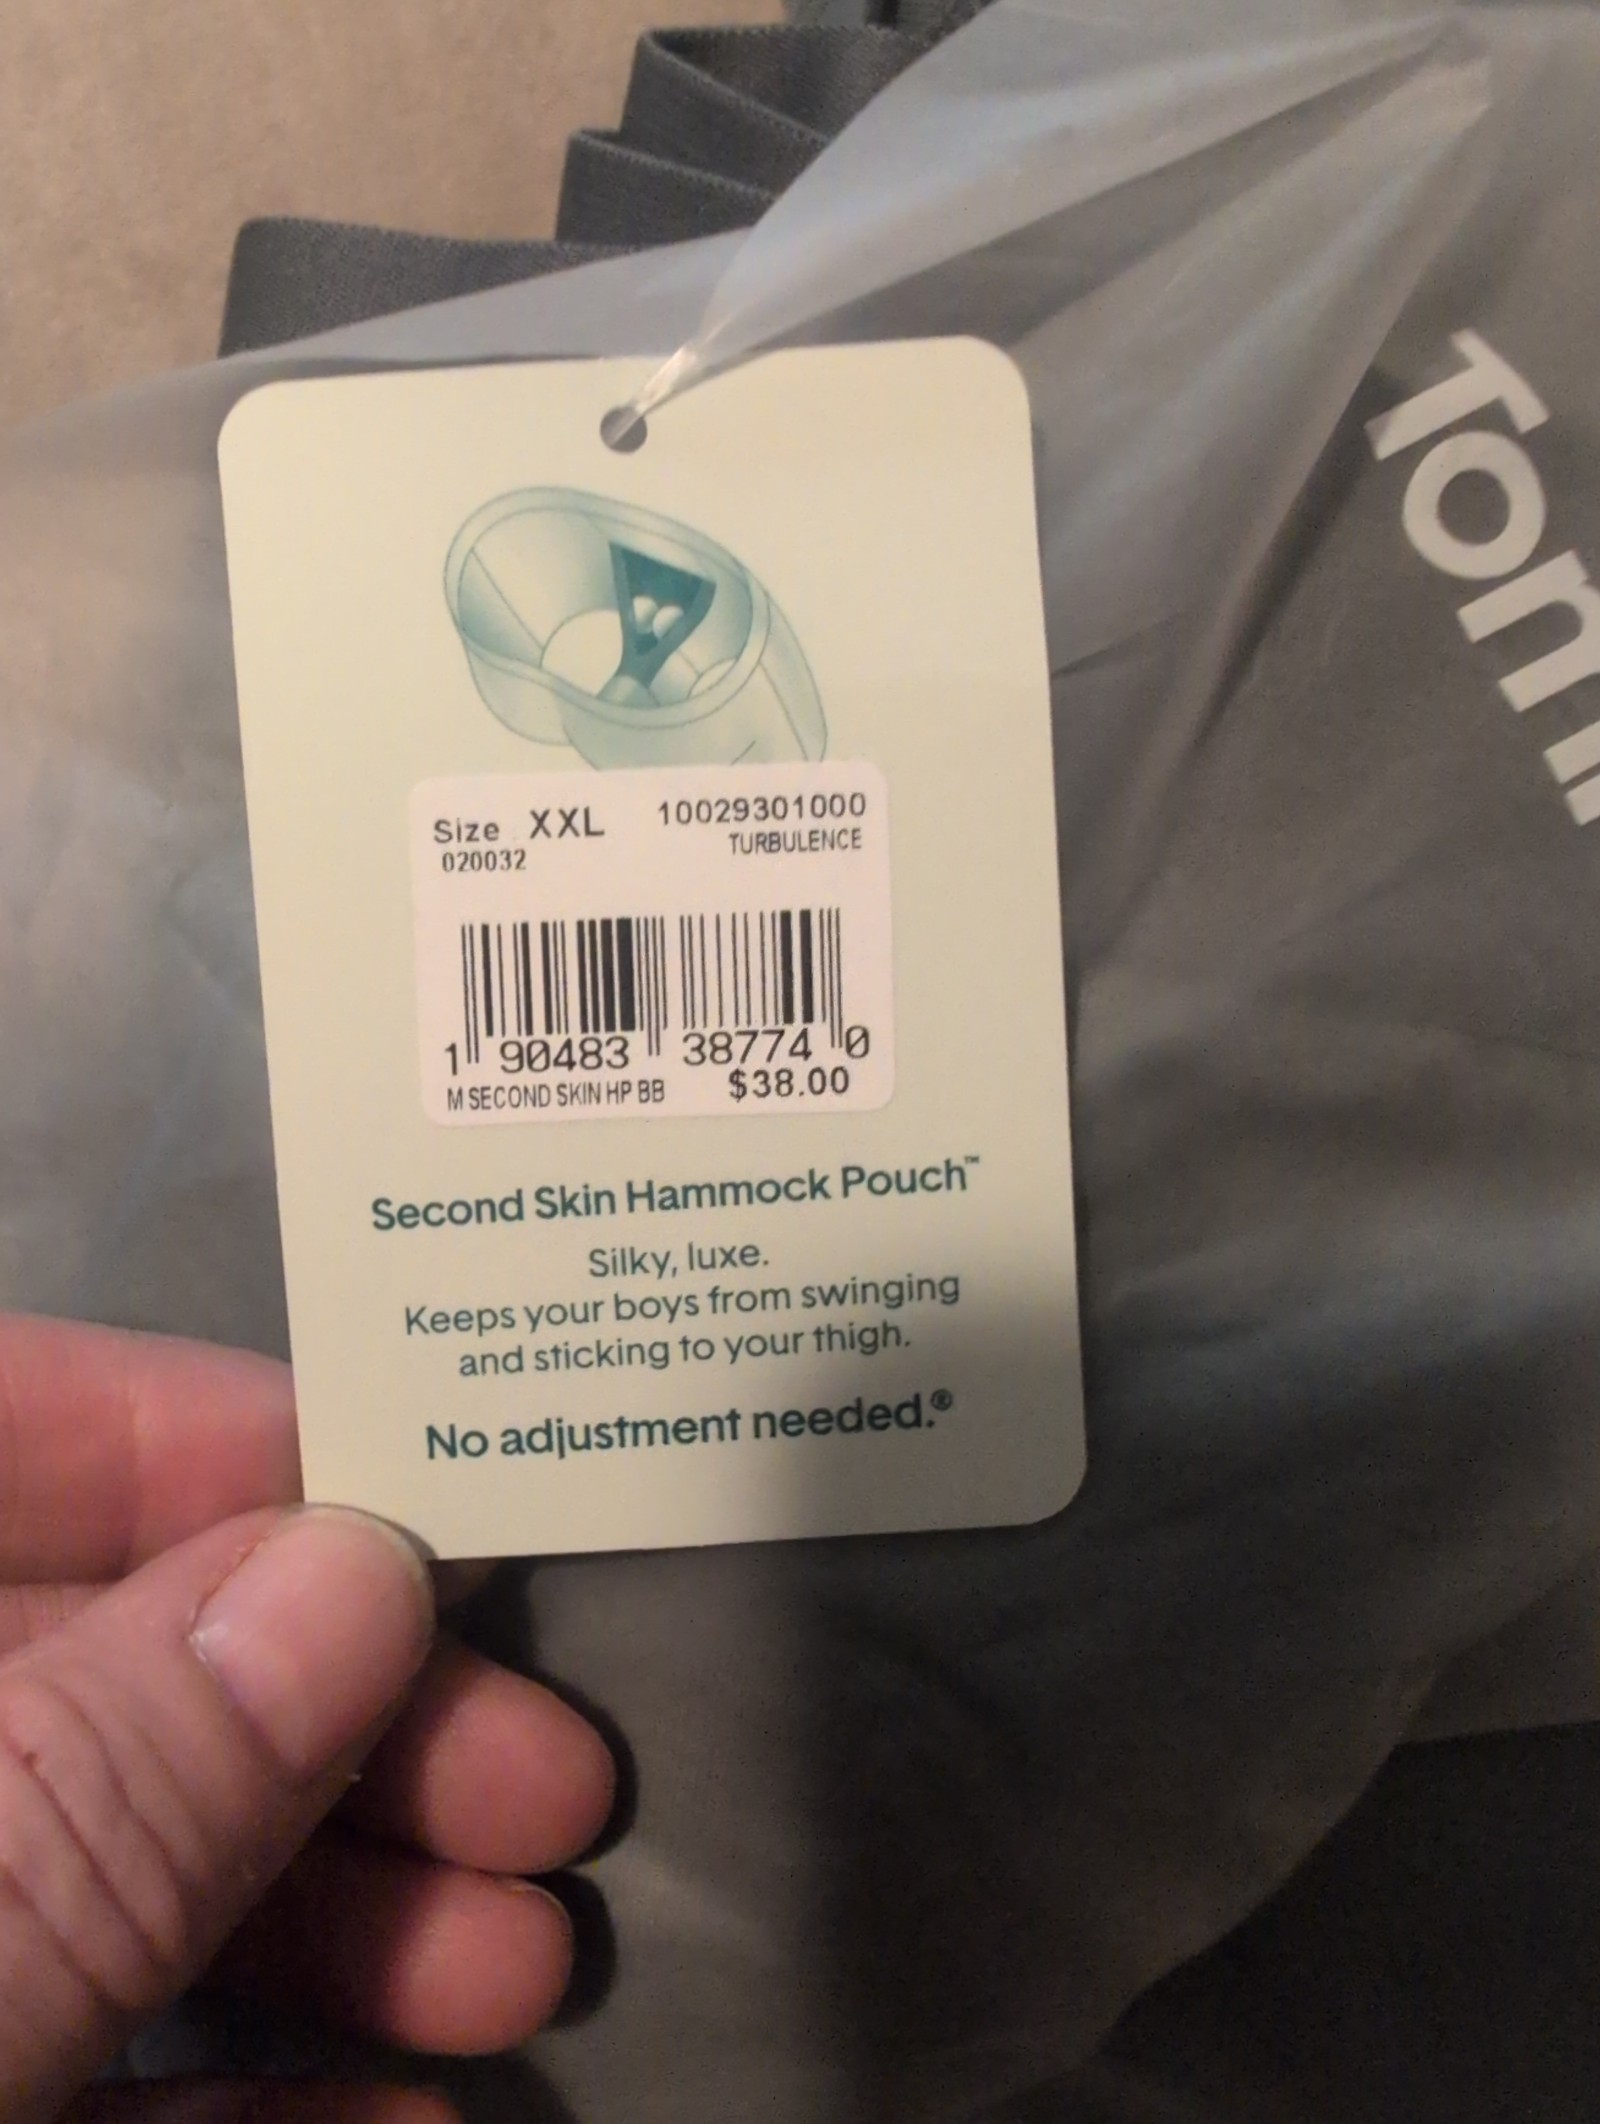 Size XXL 10029301000
020032 TURBULENCE
1 90483 38774 0
M SECOND SKIN HP BB $38.00
Second Skin Hammock Pouch™
Silky, luxe.
Keeps your boys from swinging
and sticking to your thigh.
No adjustment needed.®